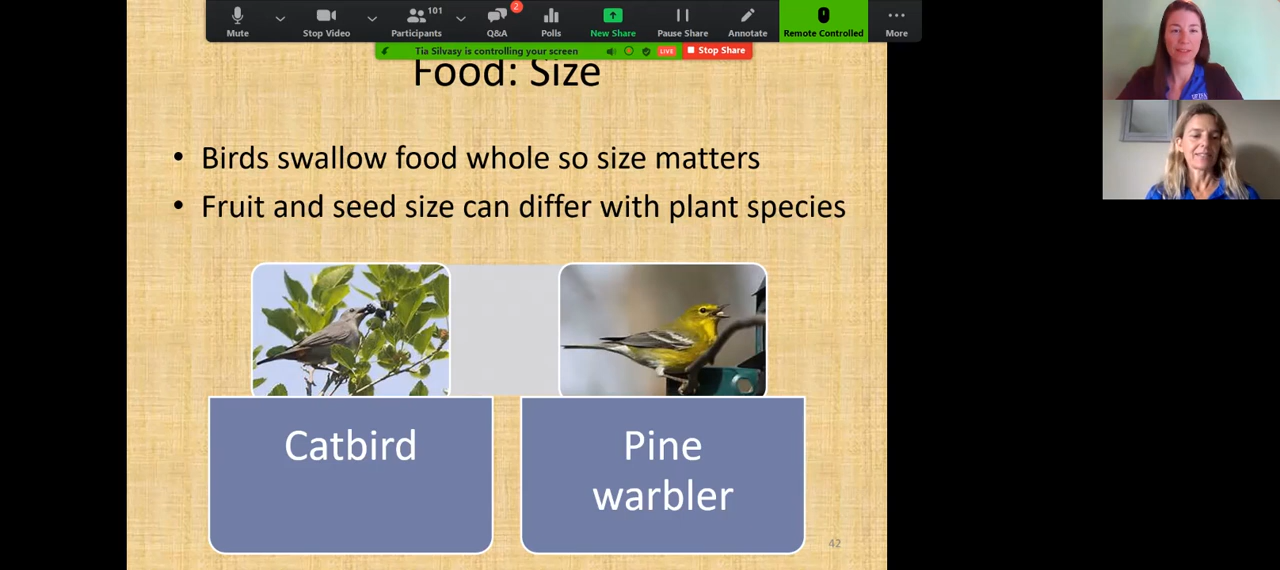 101
2
Mute
Stop Video
Participants
Q&A
Polls
New Share
Pause Share
Annotate
Remote Controlled
More
Tia Silvasy is controlling your screen
LIVE
Stop Share
Food: Size
• Birds swallow food whole so size matters
• Fruit and seed size can differ with plant species
Catbird
Pine
warbler
42